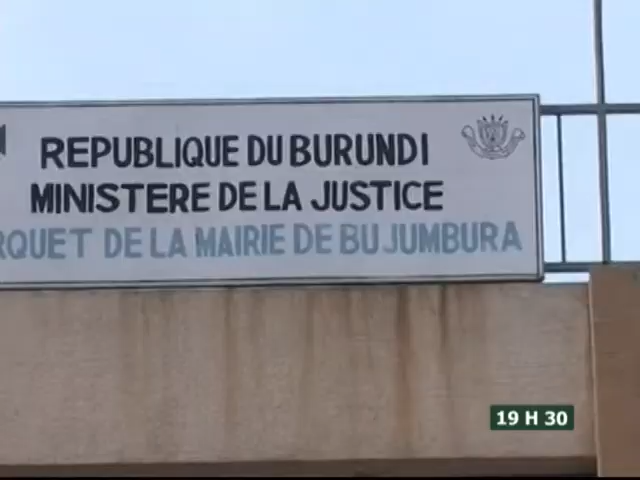 REPUBLIQUE DU BURUNDI
MINISTERE DE LA JUSTICE
RQUET DE LA MAIRIE DE BUJUMBURA
19 H 30